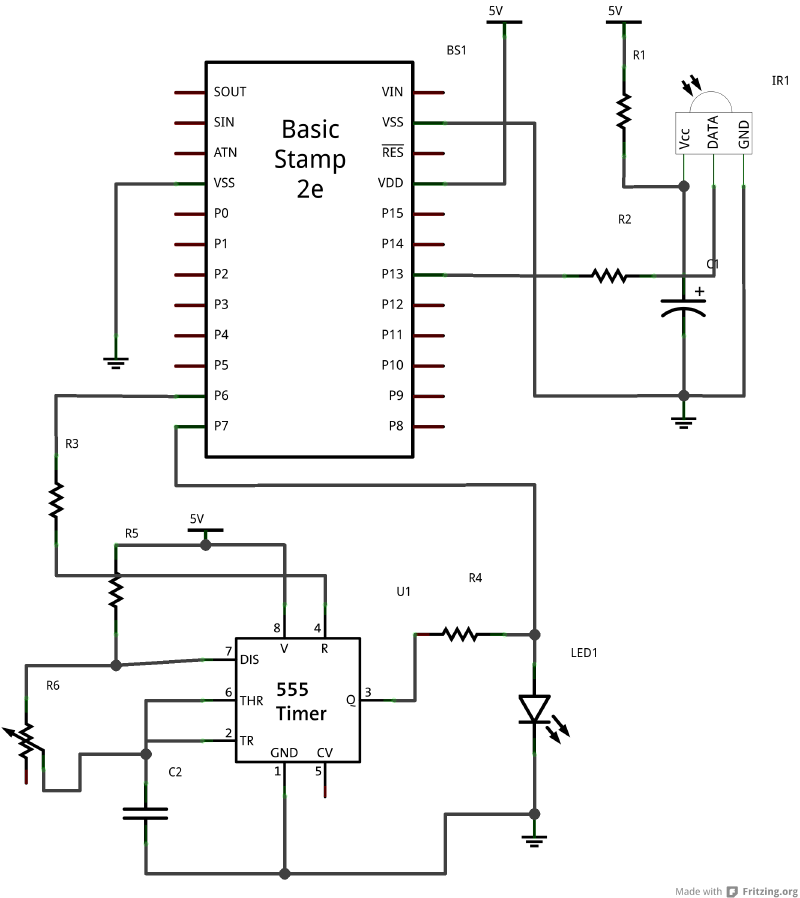 5V
5V
BS1
R1
IR1
SOUT
SIN
ATN
VSS
P0
P1
P2
P3
P4
P5
P6
P7
Basic
Stamp
2e
VIN
VSS
RES
VDD
P15
P14
P13
P12
P11
P10
P9
P8
Vcc
DATA
GND
R2
C1
+
R3
5V
R5
U1
R4
8
4
V
R
7
DIS
LED1
R6
6
THR
555
Timer
Q
3
2
TR
GND
CV
1
5
C2
Made with Fritzing.org